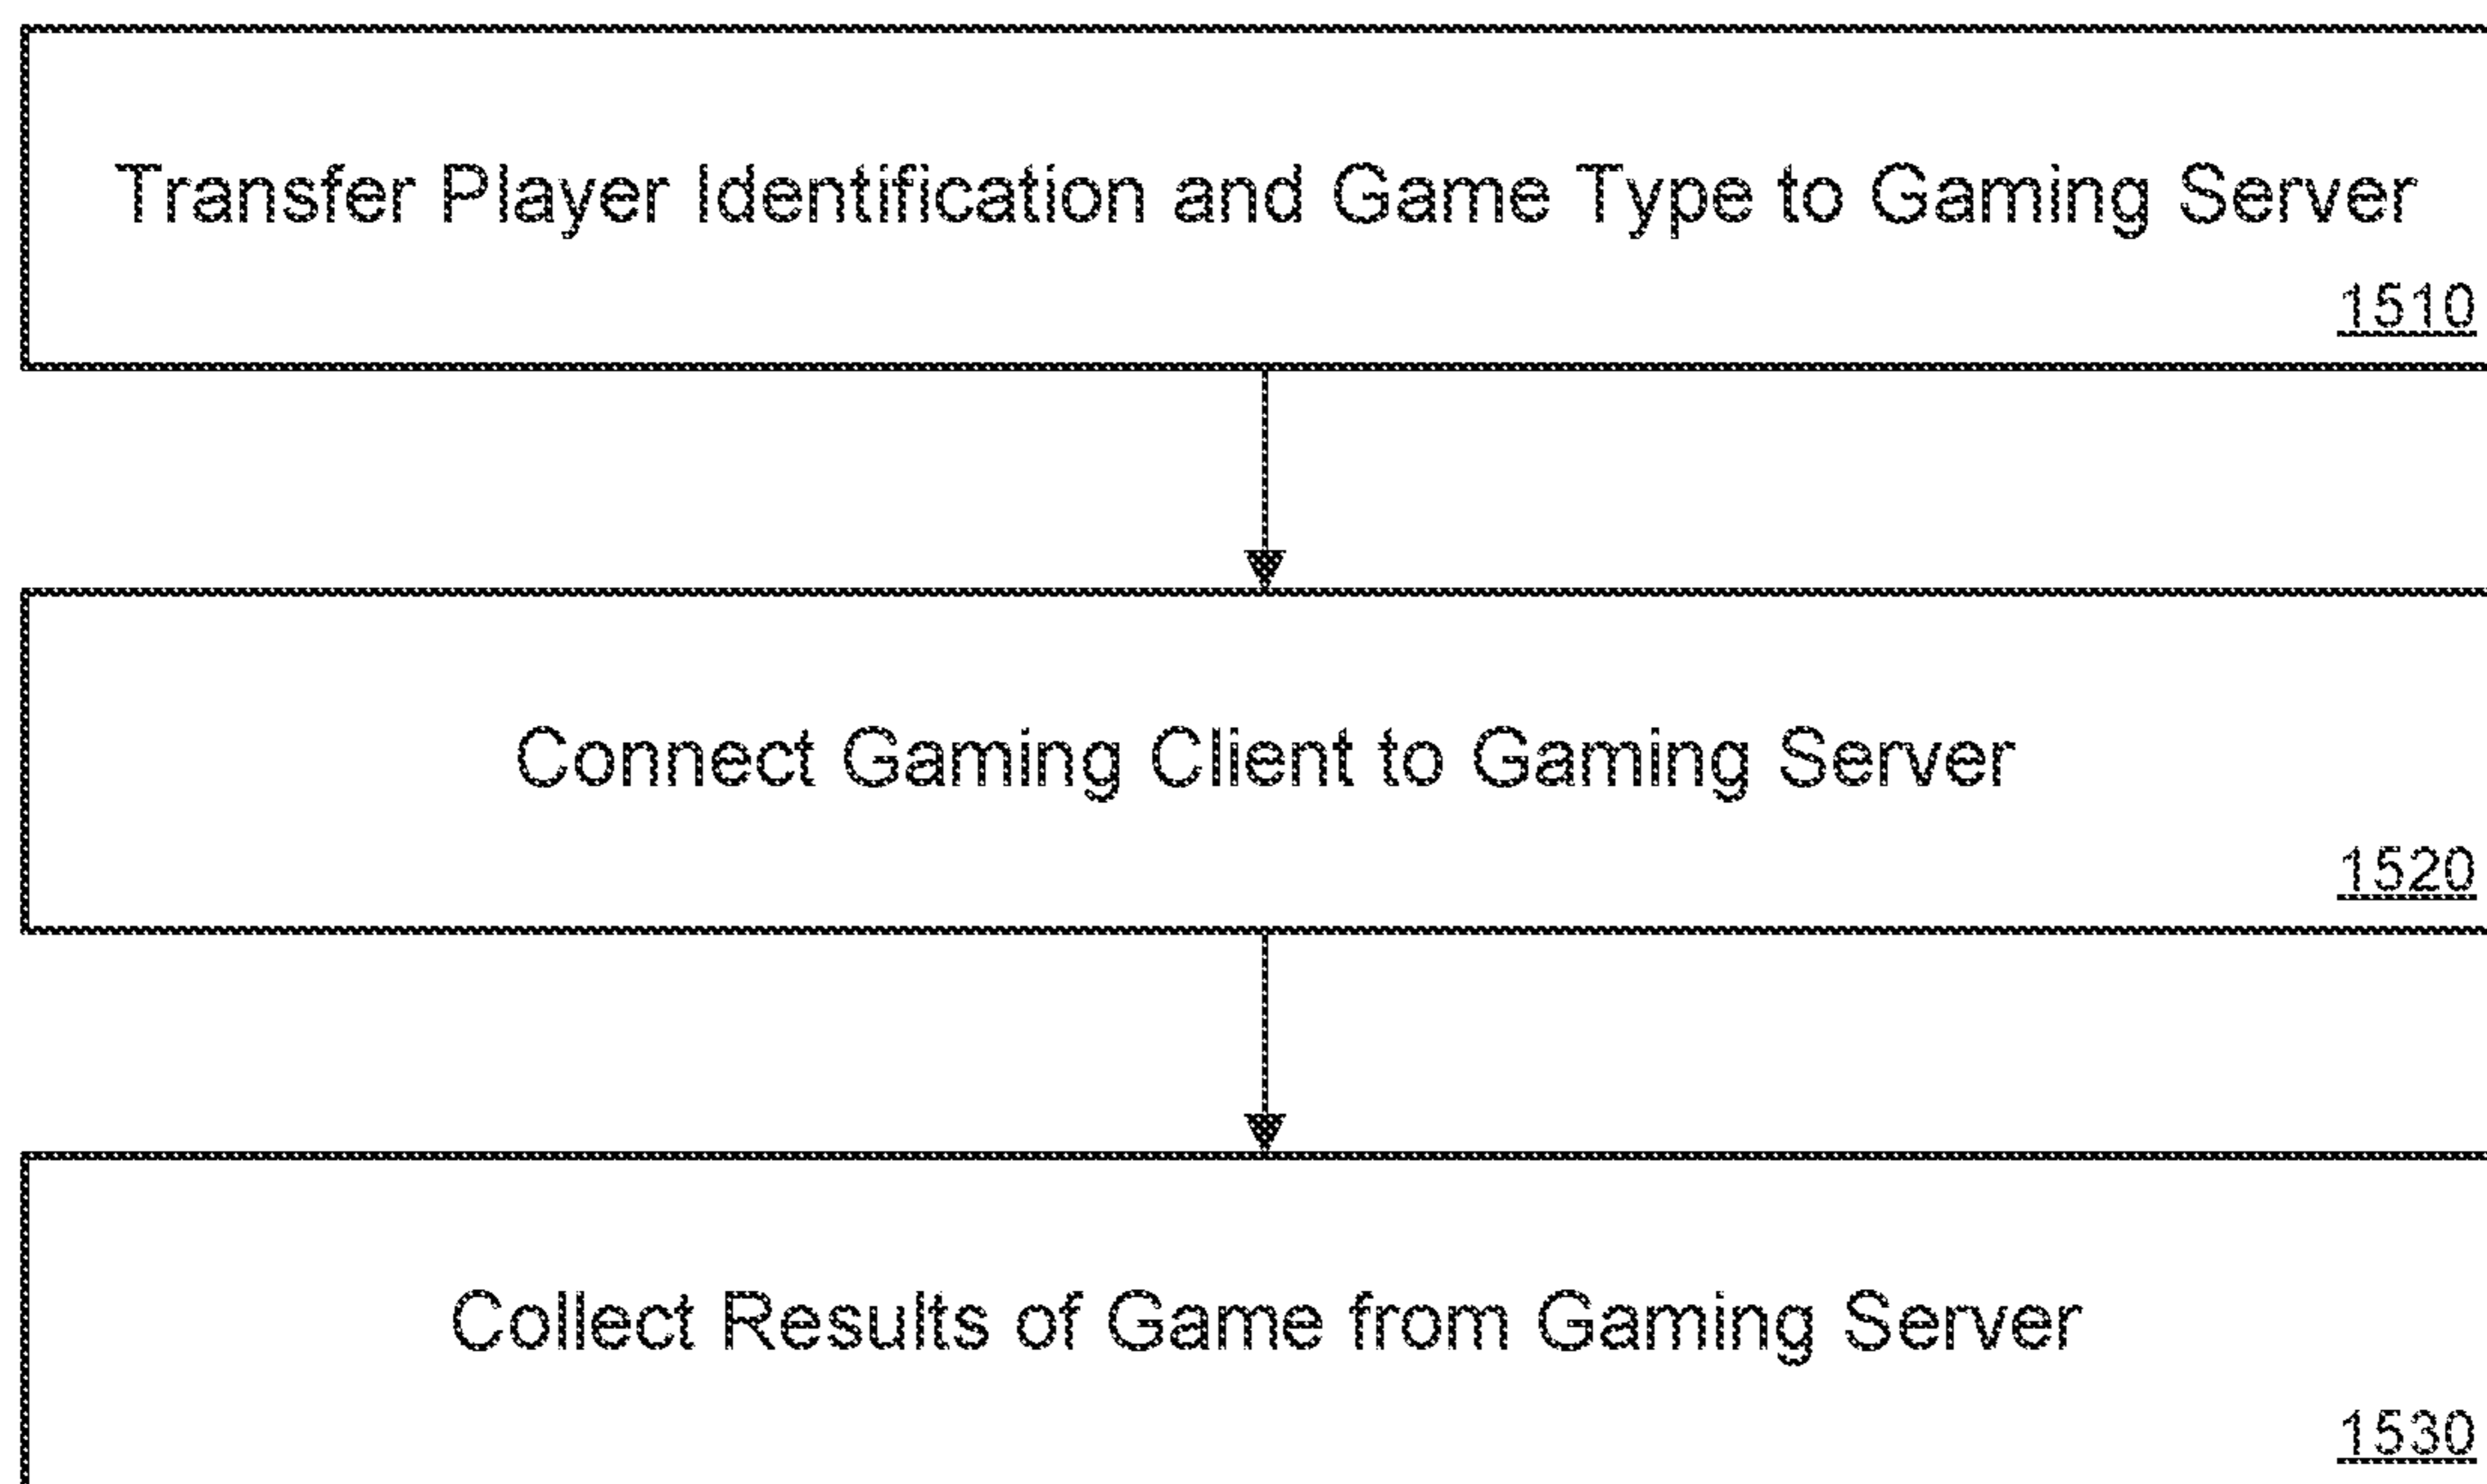 Transfer Player Identification and Game Type to Gaming Server
1510
Connect Gaming Client to Gaming Server
1520
Collect Results of Game from Gaming Server
1530